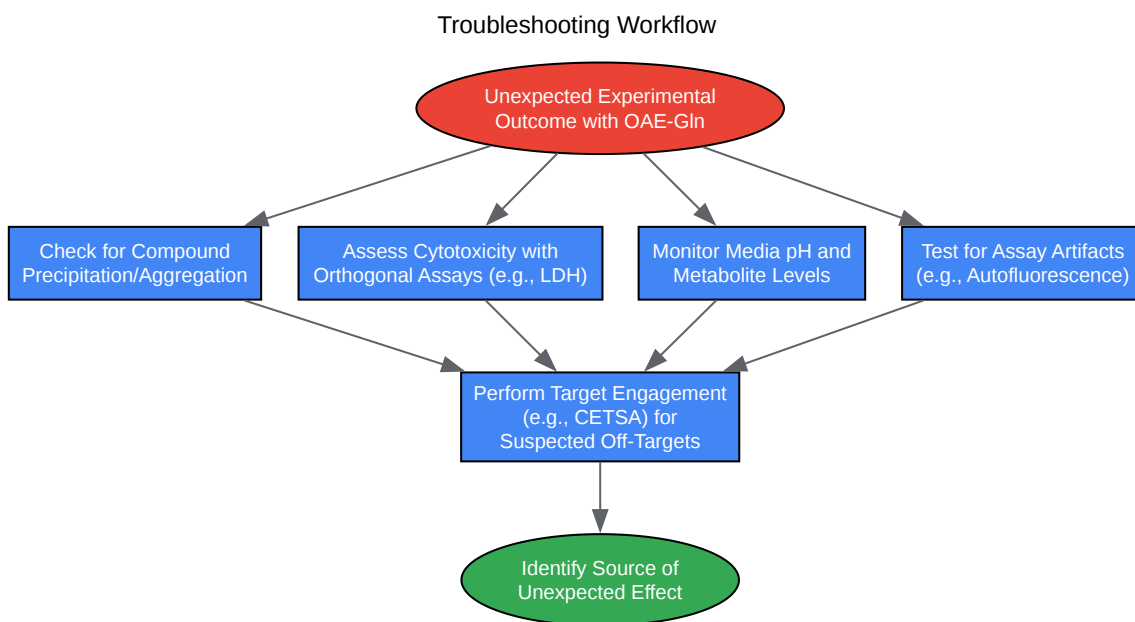 Troubleshooting Workflow
Unexpected Experimental
Outcome with OAE-Gln
Check for Compound
Precipitation/Aggregation
Assess Cytotoxicity with
Orthogonal Assays (e.g., LDH)
Monitor Media pH and
Metabolite Levels
Test for Assay Artifacts
(e.g., Autofluorescence)
Perform Target Engagement
(e.g., CETSA) for
Suspected Off-Targets
Identify Source of
Unexpected Effect